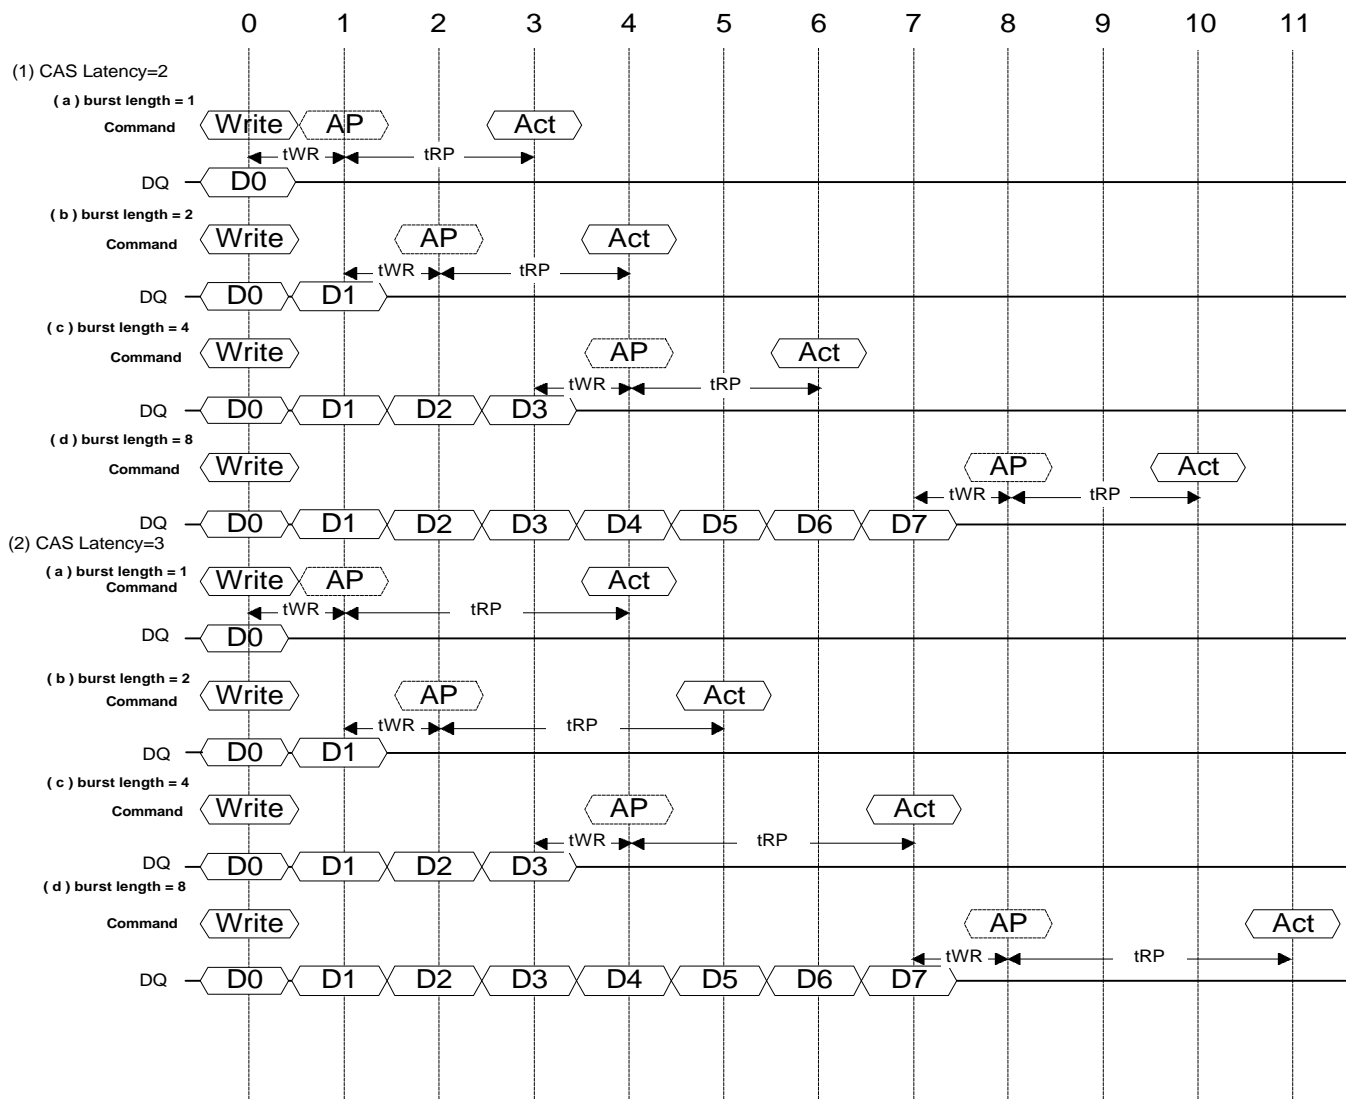 0 1 2 3 4 5 6 7 8 9 10 11
(1) CAS Latency=2
( a ) burst length = 1
Command Write AP Act
tWR tRP
DQ D0
( b ) burst length = 2
Command Write AP Act
tWR tRP
DQ D0 D1
( c ) burst length = 4
Command Write AP Act
tWR tRP
DQ D0 D1 D2 D3
( d ) burst length = 8
Command Write AP Act
tWR tRP
DQ D0 D1 D2 D3 D4 D5 D6 D7
(2) CAS Latency=3
( a ) burst length = 1
Command Write AP Act
tWR tRP
DQ D0
( b ) burst length = 2
Command Write AP Act
tWR tRP
DQ D0 D1
( c ) burst length = 4
Command Write AP Act
tWR tRP
DQ D0 D1 D2 D3
( d ) burst length = 8
Command Write AP Act
tWR tRP
DQ D0 D1 D2 D3 D4 D5 D6 D7